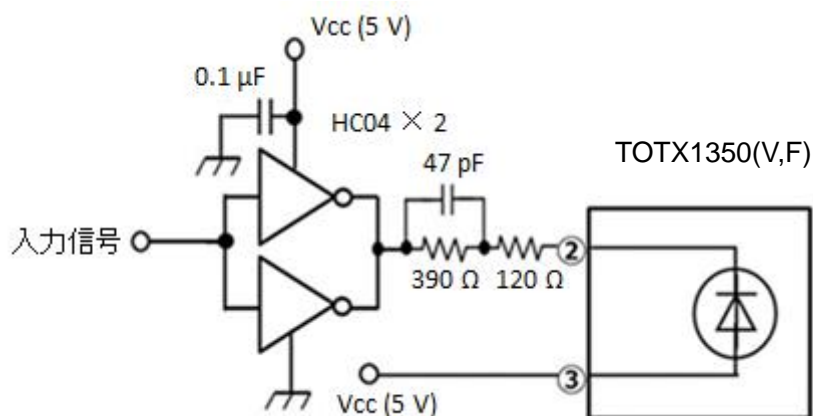 Vcc (5 V)
0.1 µF
HC04 × 2
47 pF
TOTX1350(V,F)
入力信号
390 Ω
120 Ω
②
③
Vcc (5 V)